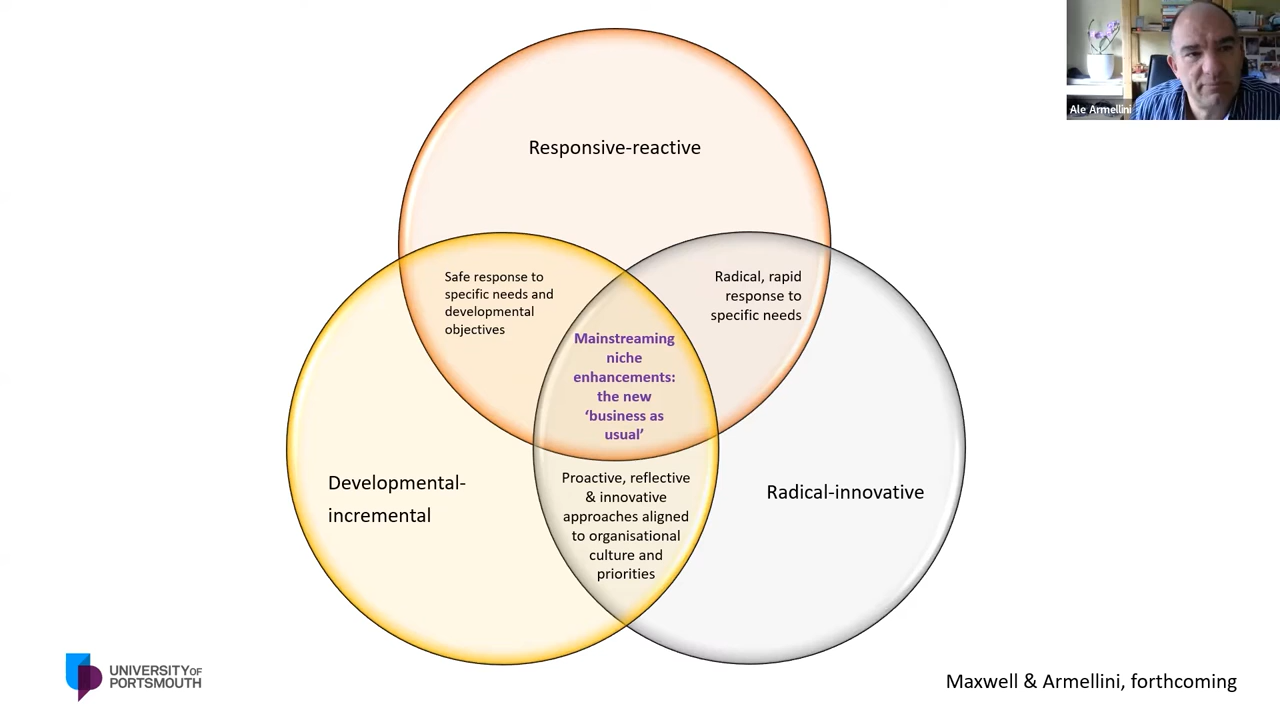 Ale Armellini
Responsive-reactive
Safe response to
specific needs and
developmental
objectives
Radical, rapid
response to
specific needs
Mainstreaming
niche
enhancements:
the new
‘business as
usual’
Developmental-
incremental
Radical-innovative
Proactive, reflective
& innovative
approaches aligned
to organisational
culture and
priorities
UNIVERSITY OF
PORTSMOUTH
Maxwell & Armellini, forthcoming